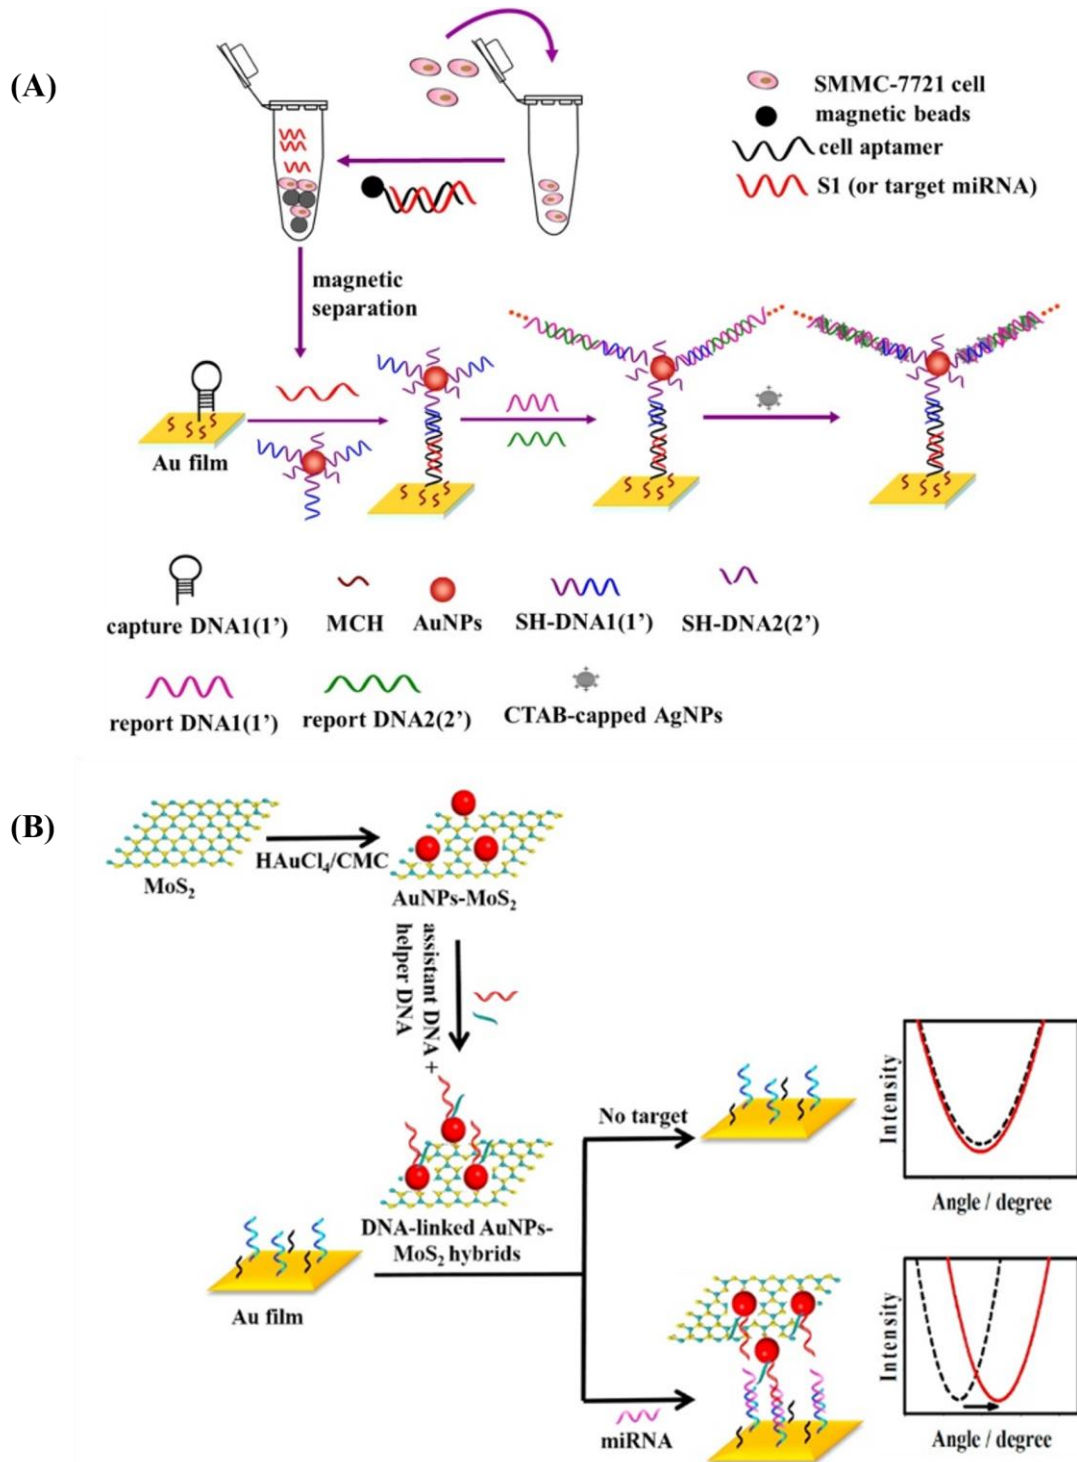 (A)
SMMC-7721 cell
magnetic beads
cell aptamer
S1 (or target miRNA)
magnetic
separation
Au film
capture DNA1(1’)
MCH
AuNPs
SH-DNA1(1’)
SH-DNA2(2’)
report DNA1(1’)
report DNA2(2’)
CTAB-capped AgNPs
(B)
MoS₂
HAuCl₄/CMC
AuNPs-MoS₂
assistant DNA +
helper DNA
DNA-linked AuNPs-
MoS₂ hybrids
Au film
No target
miRNA
Intensity
Angle / degree
Intensity
Angle / degree